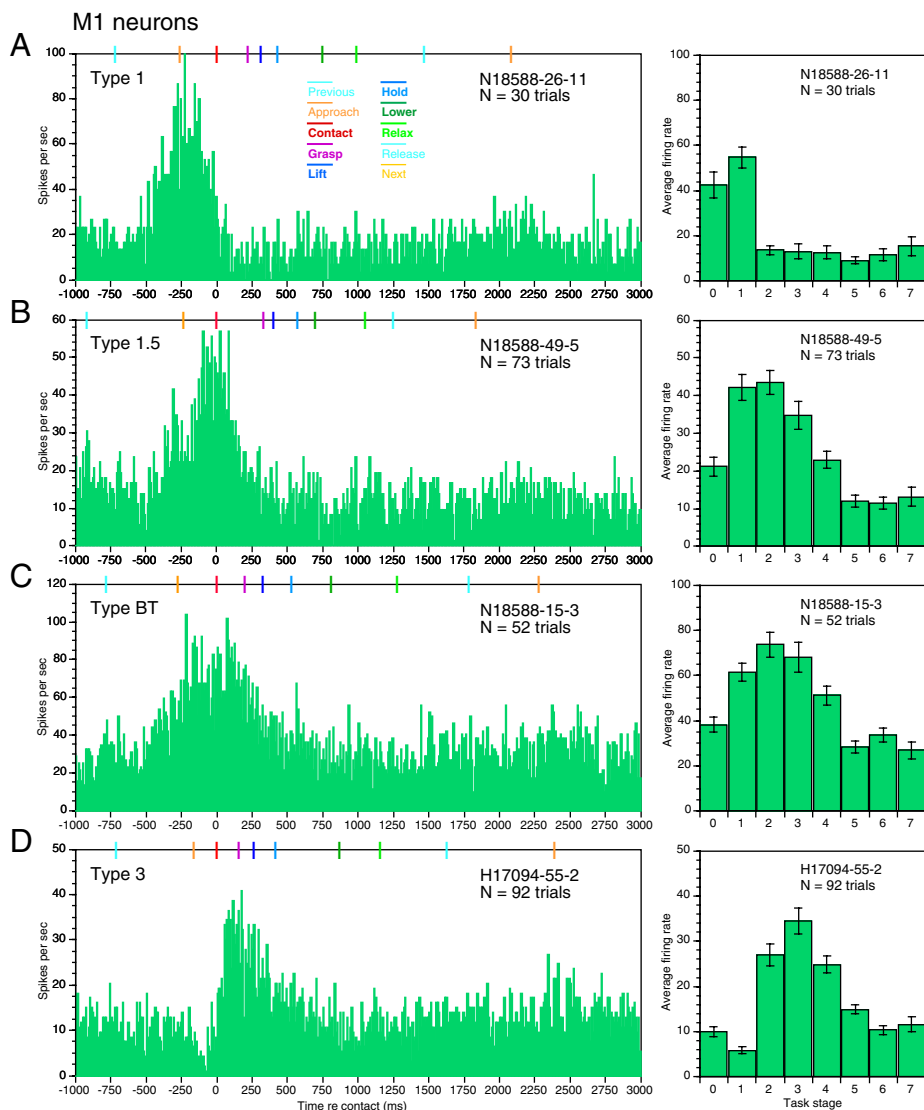 M1 neurons
A
Type 1
N18588-26-11
N = 30 trials
Previous
Approach
Contact
Grasp
Lift
Hold
Lower
Relax
Release
Next
Spikes per sec
100
80
60
40
20
0
-1000 -750 -500 -250 0 250 500 750 1000 1250 1500 1750 2000 2250 2500 2750 3000
N18588-26-11
N = 30 trials
Average firing rate
100
80
60
40
20
0
0 1 2 3 4 5 6 7
B
Type 1.5
N18588-49-5
N = 73 trials
Spikes per sec
60
50
40
30
20
10
0
-1000 -750 -500 -250 0 250 500 750 1000 1250 1500 1750 2000 2250 2500 2750 3000
N18588-49-5
N = 73 trials
Average firing rate
60
50
40
30
20
10
0
0 1 2 3 4 5 6 7
C
Type BT
N18588-15-3
N = 52 trials
Spikes per sec
120
100
80
60
40
20
0
-1000 -750 -500 -250 0 250 500 750 1000 1250 1500 1750 2000 2250 2500 2750 3000
N18588-15-3
N = 52 trials
Average firing rate
100
80
60
40
20
0
0 1 2 3 4 5 6 7
D
Type 3
H17094-55-2
N = 92 trials
Spikes per sec
50
40
30
20
10
0
-1000 -750 -500 -250 0 250 500 750 1000 1250 1500 1750 2000 2250 2500 2750 3000
Time re contact (ms)
H17094-55-2
N = 92 trials
Average firing rate
50
40
30
20
10
0
0 1 2 3 4 5 6 7
Task stage